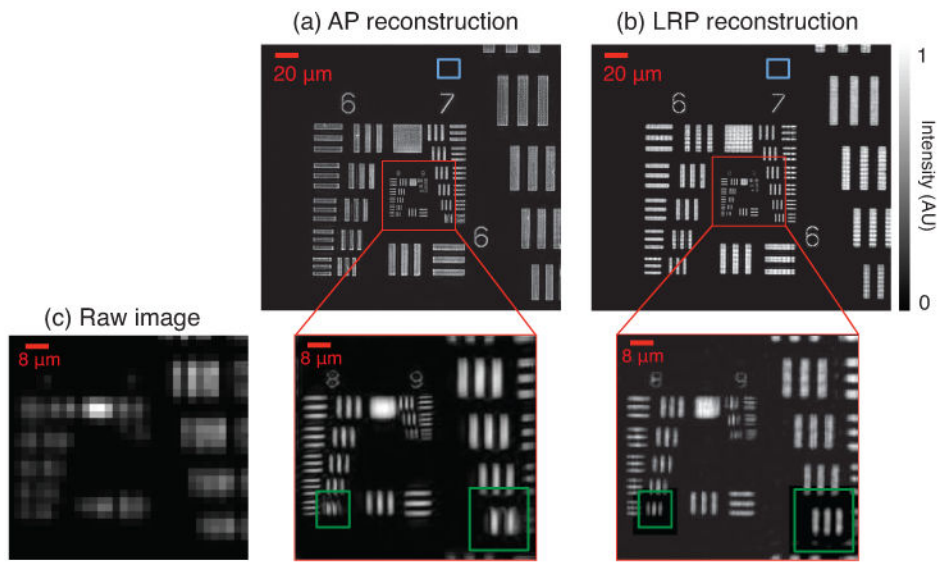 (a) AP reconstruction
(b) LRP reconstruction
20 μm
20 μm
1
Intensity (AU)
0
6
7
6
6
7
6
(c) Raw image
8 μm
8 μm
8
9
8 μm
8
9